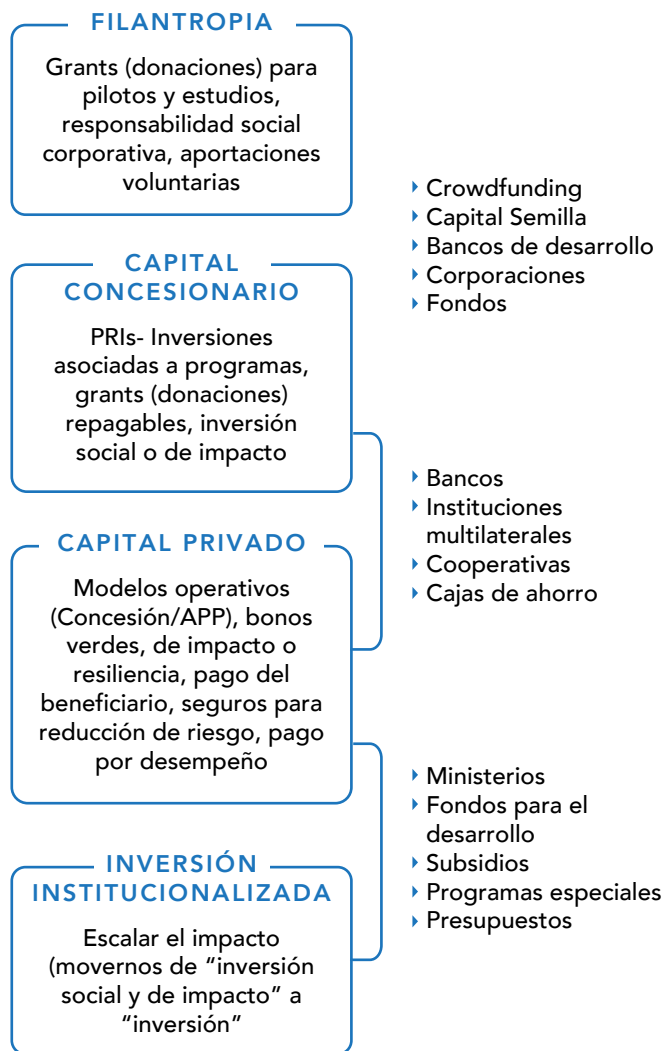 FILANTROPIA
Grants (donaciones) para
pilotos y estudios,
responsabilidad social
corporativa, aportaciones
voluntarias
Crowdfunding
Capital Semilla
Bancos de desarrollo
Corporaciones
Fondos
CAPITAL
CONCESIONARIO
PRIs- Inversiones
asociadas a programas,
grants (donaciones)
repagables, inversión
social o de impacto
Bancos
Instituciones
multilaterales
Cooperativas
Cajas de ahorro
CAPITAL PRIVADO
Modelos operativos
(Concesión/APP), bonos
verdes, de impacto o
resiliencia, pago del
beneficiario, seguros para
reducción de riesgo, pago
por desempeño
Ministerios
Fondos para el
desarrollo
Subsidios
Programas especiales
Presupuestos
INVERSIÓN
INSTITUCIONALIZADA
Escalar el impacto
(movernos de “inversión
social y de impacto” a
“inversión”